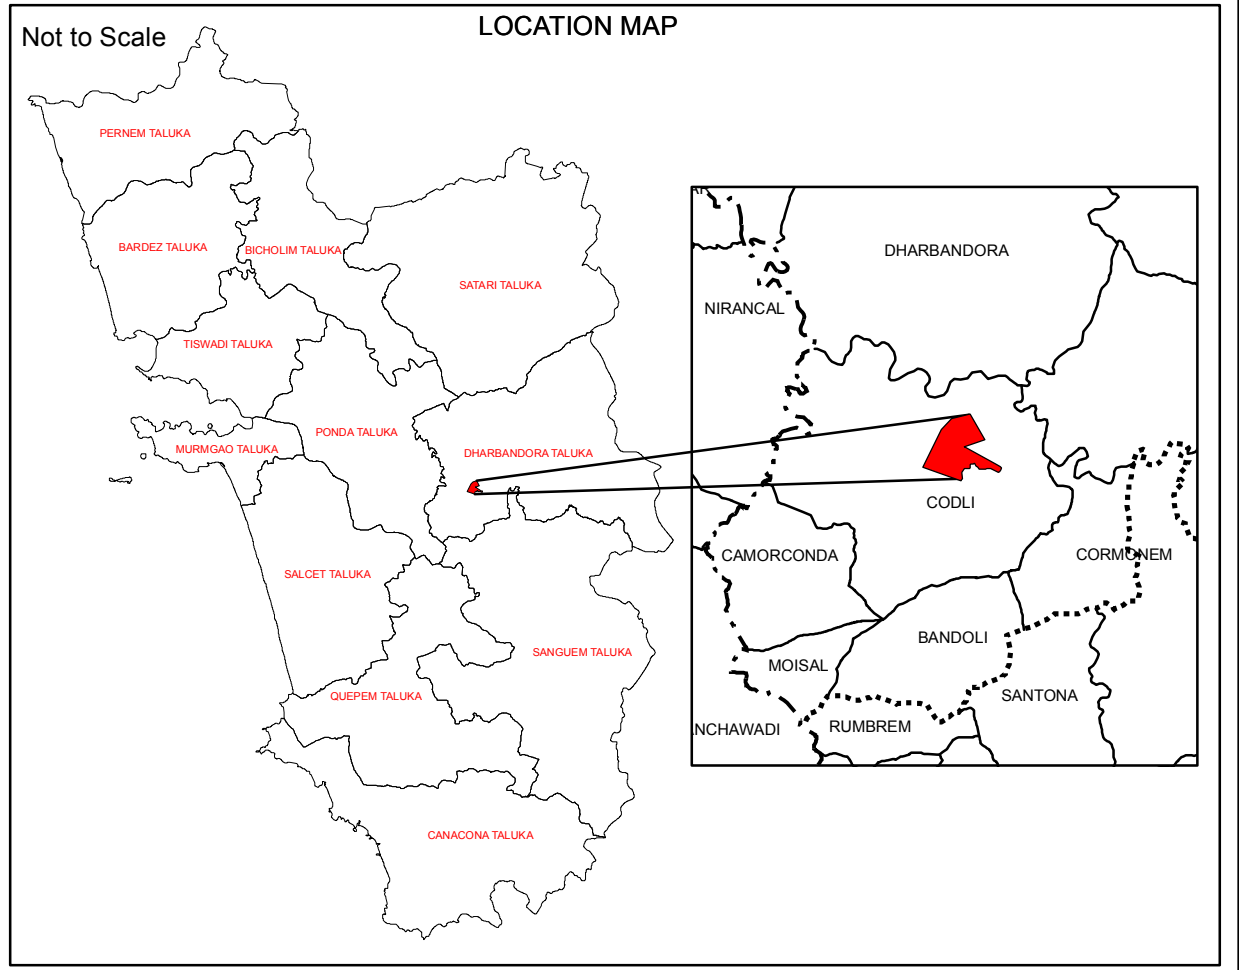 LOCATION MAP
Not to Scale
PERNEM TALUKA
BARDEZ TALUKA
BICHOLIM TALUKA
SATARI TALUKA
TISWADI TALUKA
PONDA TALUKA
MURMGAO TALUKA
DHARBANDORA TALUKA
SALCET TALUKA
SANGUEM TALUKA
QUEPEM TALUKA
CANACONA TALUKA
DHARBANDORA
NIRANCAL
CODLI
CAMORCONDA
CORMONEM
BANDOLI
MOISAL
SANTONA
NCHAWADI
RUMBREM